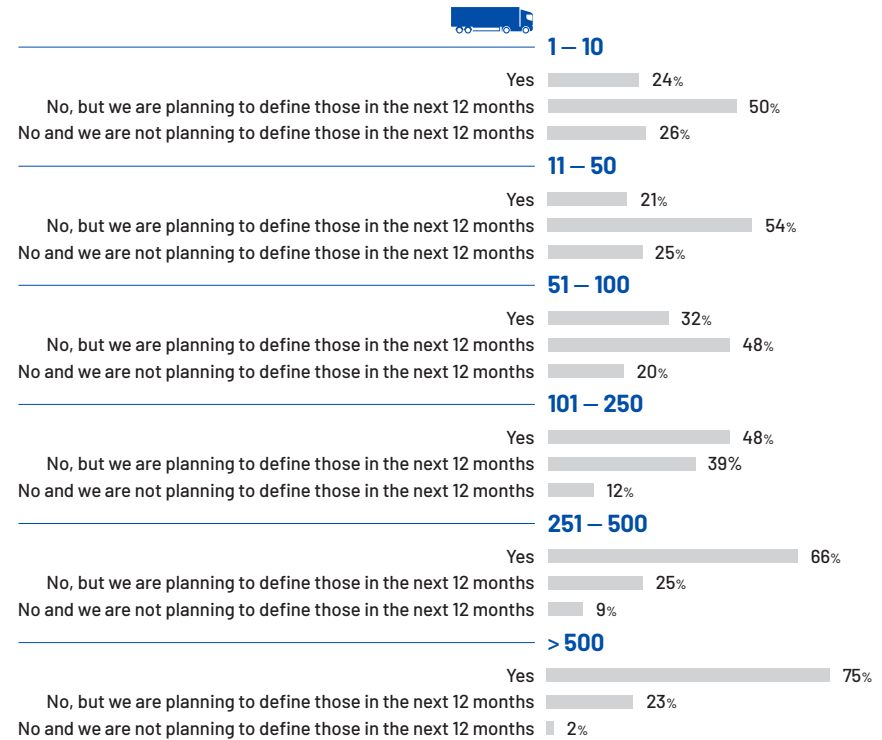 1 – 10
Yes 24%
No, but we are planning to define those in the next 12 months 50%
No and we are not planning to define those in the next 12 months 26%
11 – 50
Yes 21%
No, but we are planning to define those in the next 12 months 54%
No and we are not planning to define those in the next 12 months 25%
51 – 100
Yes 32%
No, but we are planning to define those in the next 12 months 48%
No and we are not planning to define those in the next 12 months 20%
101 – 250
Yes 48%
No, but we are planning to define those in the next 12 months 39%
No and we are not planning to define those in the next 12 months 12%
251 – 500
Yes 66%
No, but we are planning to define those in the next 12 months 25%
No and we are not planning to define those in the next 12 months 9%
> 500
Yes 75%
No, but we are planning to define those in the next 12 months 23%
No and we are not planning to define those in the next 12 months 2%